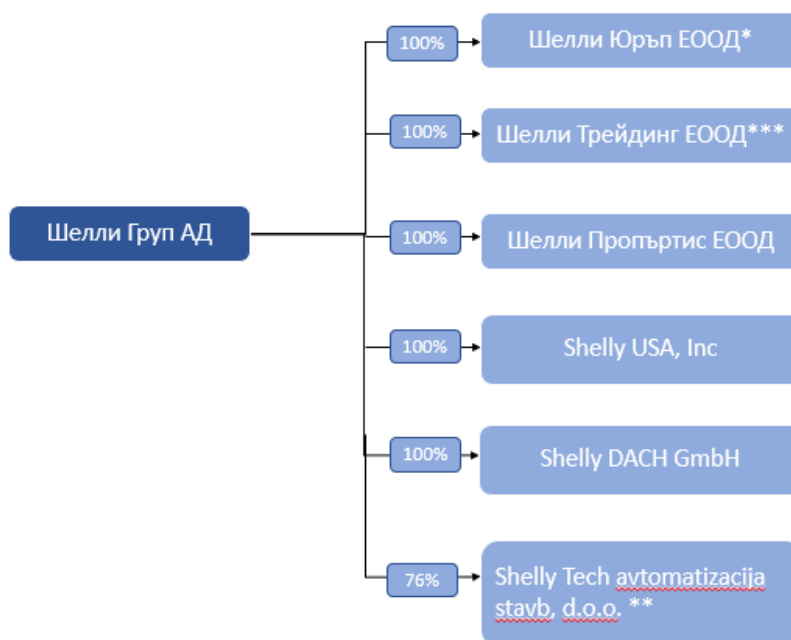 100%
Шелли Юръп ЕООД*
100%
Шелли Трейдинг ЕООД***
Шелли Груп АД
100%
Шелли Пропъртис ЕООД
100%
Shelly USA, Inc
100%
Shelly DACH GmbH
76%
Shelly Tech avtomatizacija
stavb, d.o.o. **